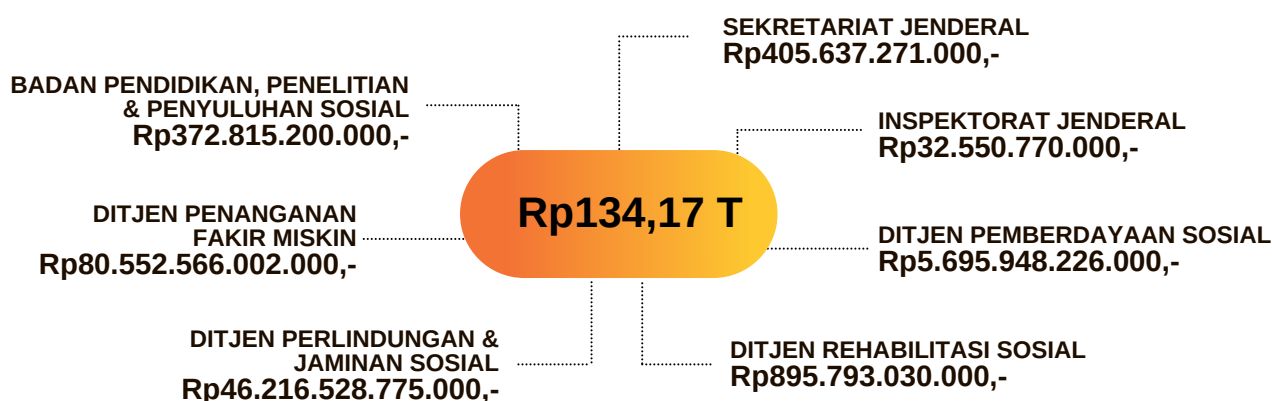 SEKRETARIAT JENDERAL
Rp405.637.271.000,-
BADAN PENDIDIKAN, PENELITIAN
& PENYULUHAN SOSIAL
Rp372.815.200.000,-
INSPEKTORAT JENDERAL
Rp32.550.770.000,-
Rp134,17 T
DITJEN PENANGANAN
FAKIR MISKIN
Rp80.552.566.002.000,-
DITJEN PEMBERDAYAAN SOSIAL
Rp5.695.948.226.000,-
DITJEN PERLINDUNGAN &
JAMINAN SOSIAL
Rp46.216.528.775.000,-
DITJEN REHABILITASI SOSIAL
Rp895.793.030.000,-